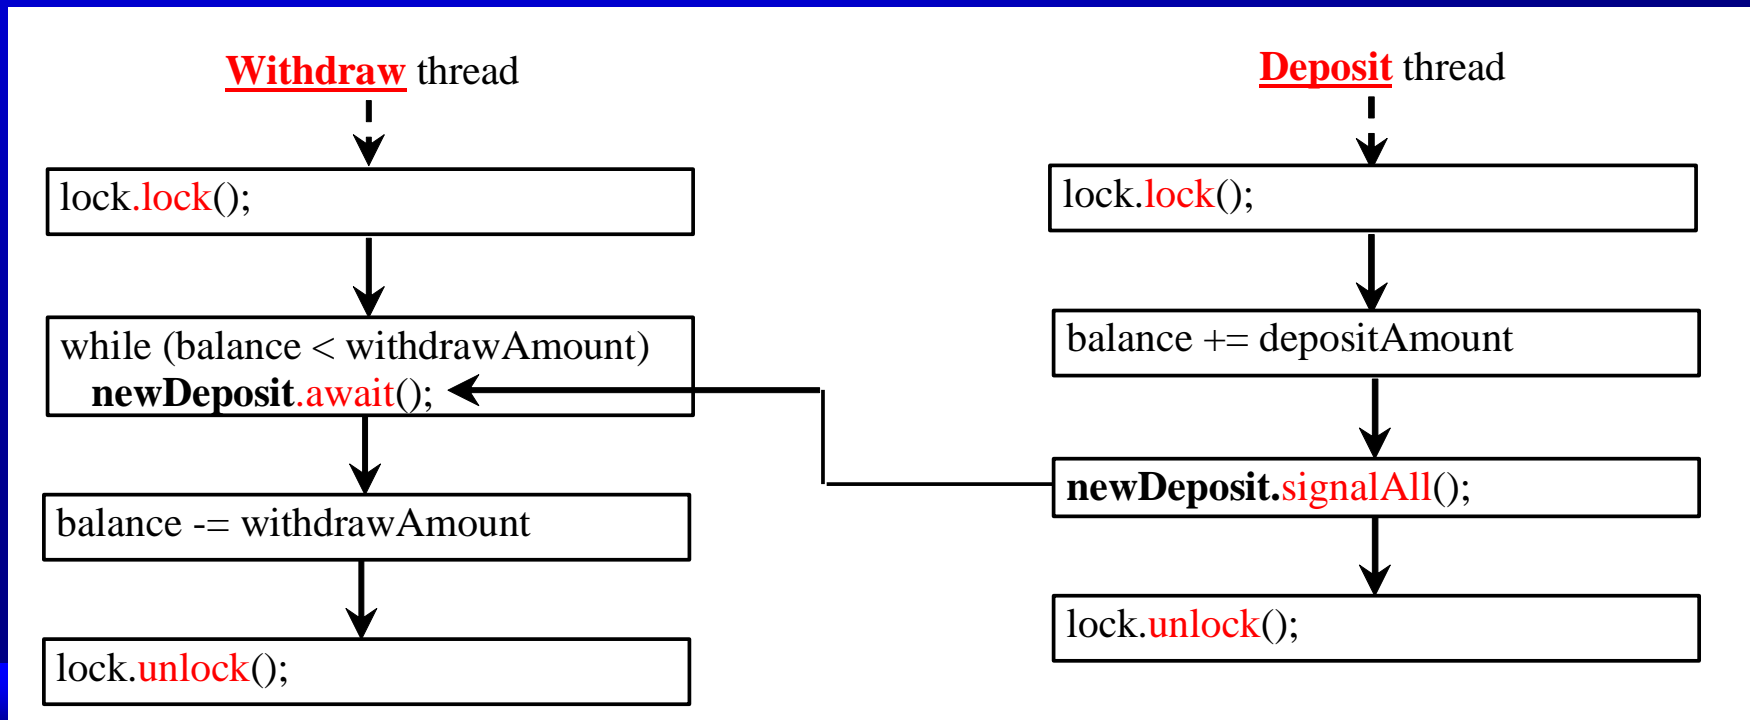 Withdraw thread
lock.lock();
while (balance < withdrawAmount)
newDeposit.await();
balance -= withdrawAmount
lock.unlock();
Deposit thread
lock.lock();
balance += depositAmount
newDeposit.signalAll();
lock.unlock();